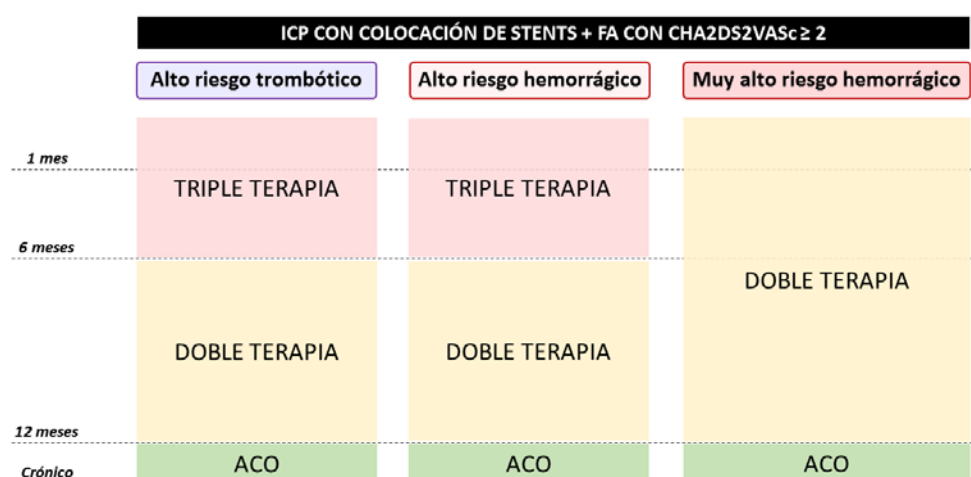 ICP CON COLOCACIÓN DE STENTS + FA CON CHA2DS2VASc ≥ 2
Alto riesgo trombótico
Alto riesgo hemorrágico
Muy alto riesgo hemorrágico
1 mes
TRIPLE TERAPIA
TRIPLE TERAPIA
6 meses
DOBLE TERAPIA
DOBLE TERAPIA
DOBLE TERAPIA
12 meses
Crónico
ACO
ACO
ACO